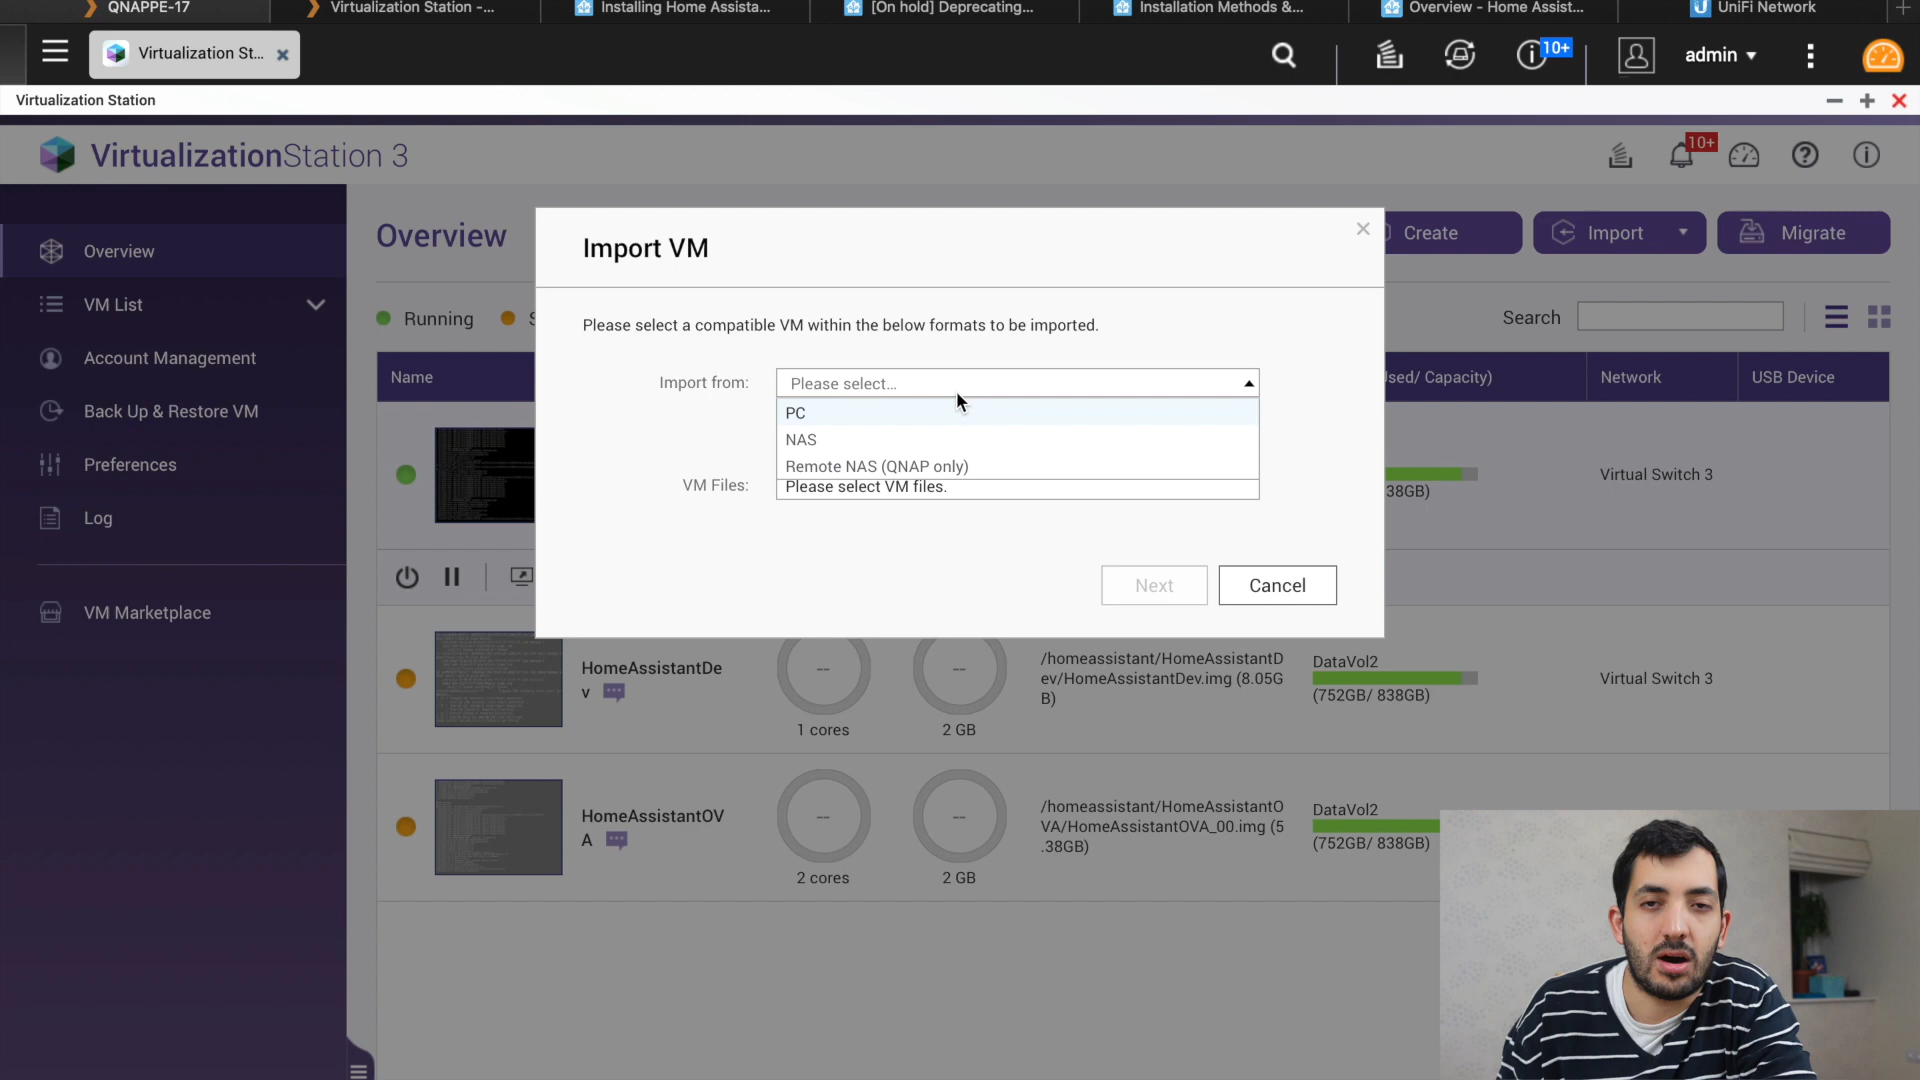 QNAPPE-17
Virtualization Station -...
Installing Home Assista...
[On hold] Deprecating...
Installation Methods &...
Overview - Home Assist...
UniFi Network
Virtualization St...
10+
admin
Virtualization Station
VirtualizationStation 3
10+
Overview
VM List
Account Management
Back Up & Restore VM
Preferences
Log
VM Marketplace
Overview
Create
Import
Migrate
Running
Search
Name
Used/ Capacity)
Network
USB Device
Import VM
Please select a compatible VM within the below formats to be imported.
Import from:
Please select...
PC
NAS
Remote NAS (QNAP only)
VM Files:
Please select VM files.
Next
Cancel
38GB)
Virtual Switch 3
HomeAssistantDe
v
--
1 cores
--
2 GB
/homeassistant/HomeAssistantD
ev/HomeAssistantDev.img (8.05G
B)
DataVol2
(752GB/ 838GB)
Virtual Switch 3
HomeAssistantOV
A
--
2 cores
--
2 GB
/homeassistant/HomeAssistantO
VA/HomeAssistantOVA_00.img (5
.38GB)
DataVol2
(752GB/ 838GB)